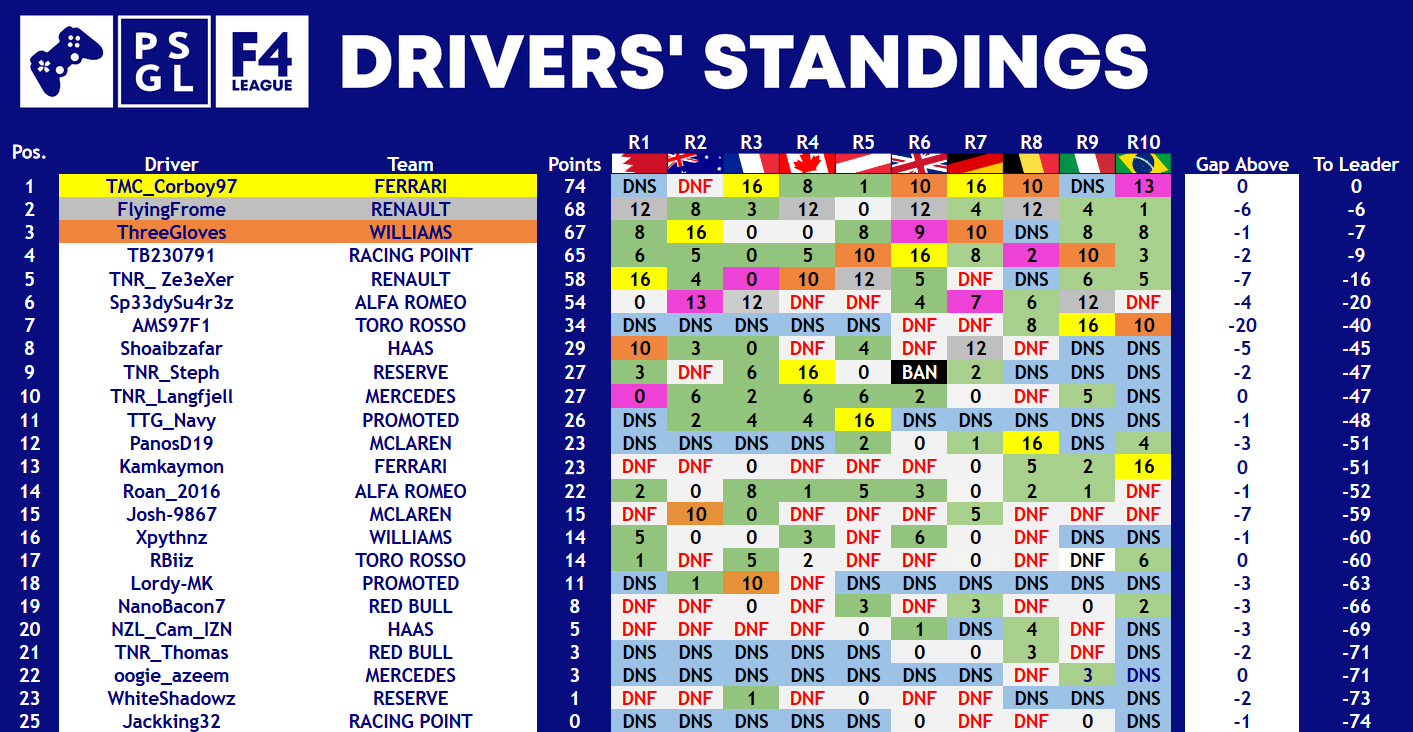 PS
GL
F4
LEAGUE
DRIVERS' STANDINGS
Pos. Driver Team Points R1 R2 R3 R4 R5 R6 R7 R8 R9 R10 Gap Above To Leader
1 TMC_Corboy97 FERRARI 74 DNS DNF 16 8 1 10 16 10 DNS 13 0 0
2 FlyingFrome RENAULT 68 12 8 3 12 0 12 4 12 4 1 -6 -6
3 ThreeGloves WILLIAMS 67 8 16 0 0 8 9 10 DNS 8 8 -1 -7
4 TB230791 RACING POINT 65 6 5 0 5 10 16 8 2 10 3 -2 -9
5 TNR_ Ze3eXer RENAULT 58 16 4 0 10 12 5 DNF DNS 6 5 -7 -16
6 Sp33dySu4r3z ALFA ROMEO 54 0 13 12 DNF DNF 4 7 6 12 DNF -4 -20
7 AMS97F1 TORO ROSSO 34 DNS DNS DNS DNS DNS DNF DNF 8 16 10 -20 -40
8 Shoaibzafar HAAS 29 10 3 0 DNF 4 DNF 12 DNF DNS DNS -5 -45
9 TNR_Steph RESERVE 27 3 DNF 6 16 0 BAN 2 DNS DNS DNS -2 -47
10 TNR_Langfjell MERCEDES 27 0 6 2 6 6 2 0 DNF 5 DNS 0 -47
11 TTG_Navy PROMOTED 26 DNS 2 4 4 16 DNS DNS DNS DNS DNS -1 -48
12 PanosD19 MCLAREN 23 DNS DNS DNS DNS 2 0 1 16 DNS 4 -3 -51
13 Kamkaymon FERRARI 23 DNF DNF 0 DNF DNF DNF 0 5 2 16 0 -51
14 Roan_2016 ALFA ROMEO 22 2 0 8 1 5 3 0 2 1 DNF -1 -52
15 Josh-9867 MCLAREN 15 DNF 10 0 DNF DNF DNF 5 DNF DNF DNF -7 -59
16 Xpythnz WILLIAMS 14 5 0 0 3 DNF 6 0 DNF DNS DNS -1 -60
17 RBiiz TORO ROSSO 14 1 DNF 5 2 DNF DNF 0 DNF DNF 6 0 -60
18 Lordy-MK PROMOTED 11 DNS 1 10 DNF DNS DNS DNS DNS DNS DNS -3 -63
19 NanoBacon7 RED BULL 8 DNF DNF 0 DNF 3 DNF 3 DNF 0 2 -3 -66
20 NZL_Cam_IZN HAAS 5 DNF DNF DNF DNF 0 1 DNS 4 DNF DNS -3 -69
21 TNR_Thomas RED BULL 3 DNS DNS DNS DNS DNS 0 0 3 DNF DNS -2 -71
22 oogie_azeem MERCEDES 3 DNS DNS DNS DNS DNS DNS DNS DNF 3 DNS 0 -71
23 WhiteShadowz RESERVE 1 DNF DNF 1 DNF 0 DNF DNF DNS DNS DNS -2 -73
25 Jackking32 RACING POINT 0 DNS DNS DNS DNS DNS 0 DNF DNF 0 DNS -1 -74